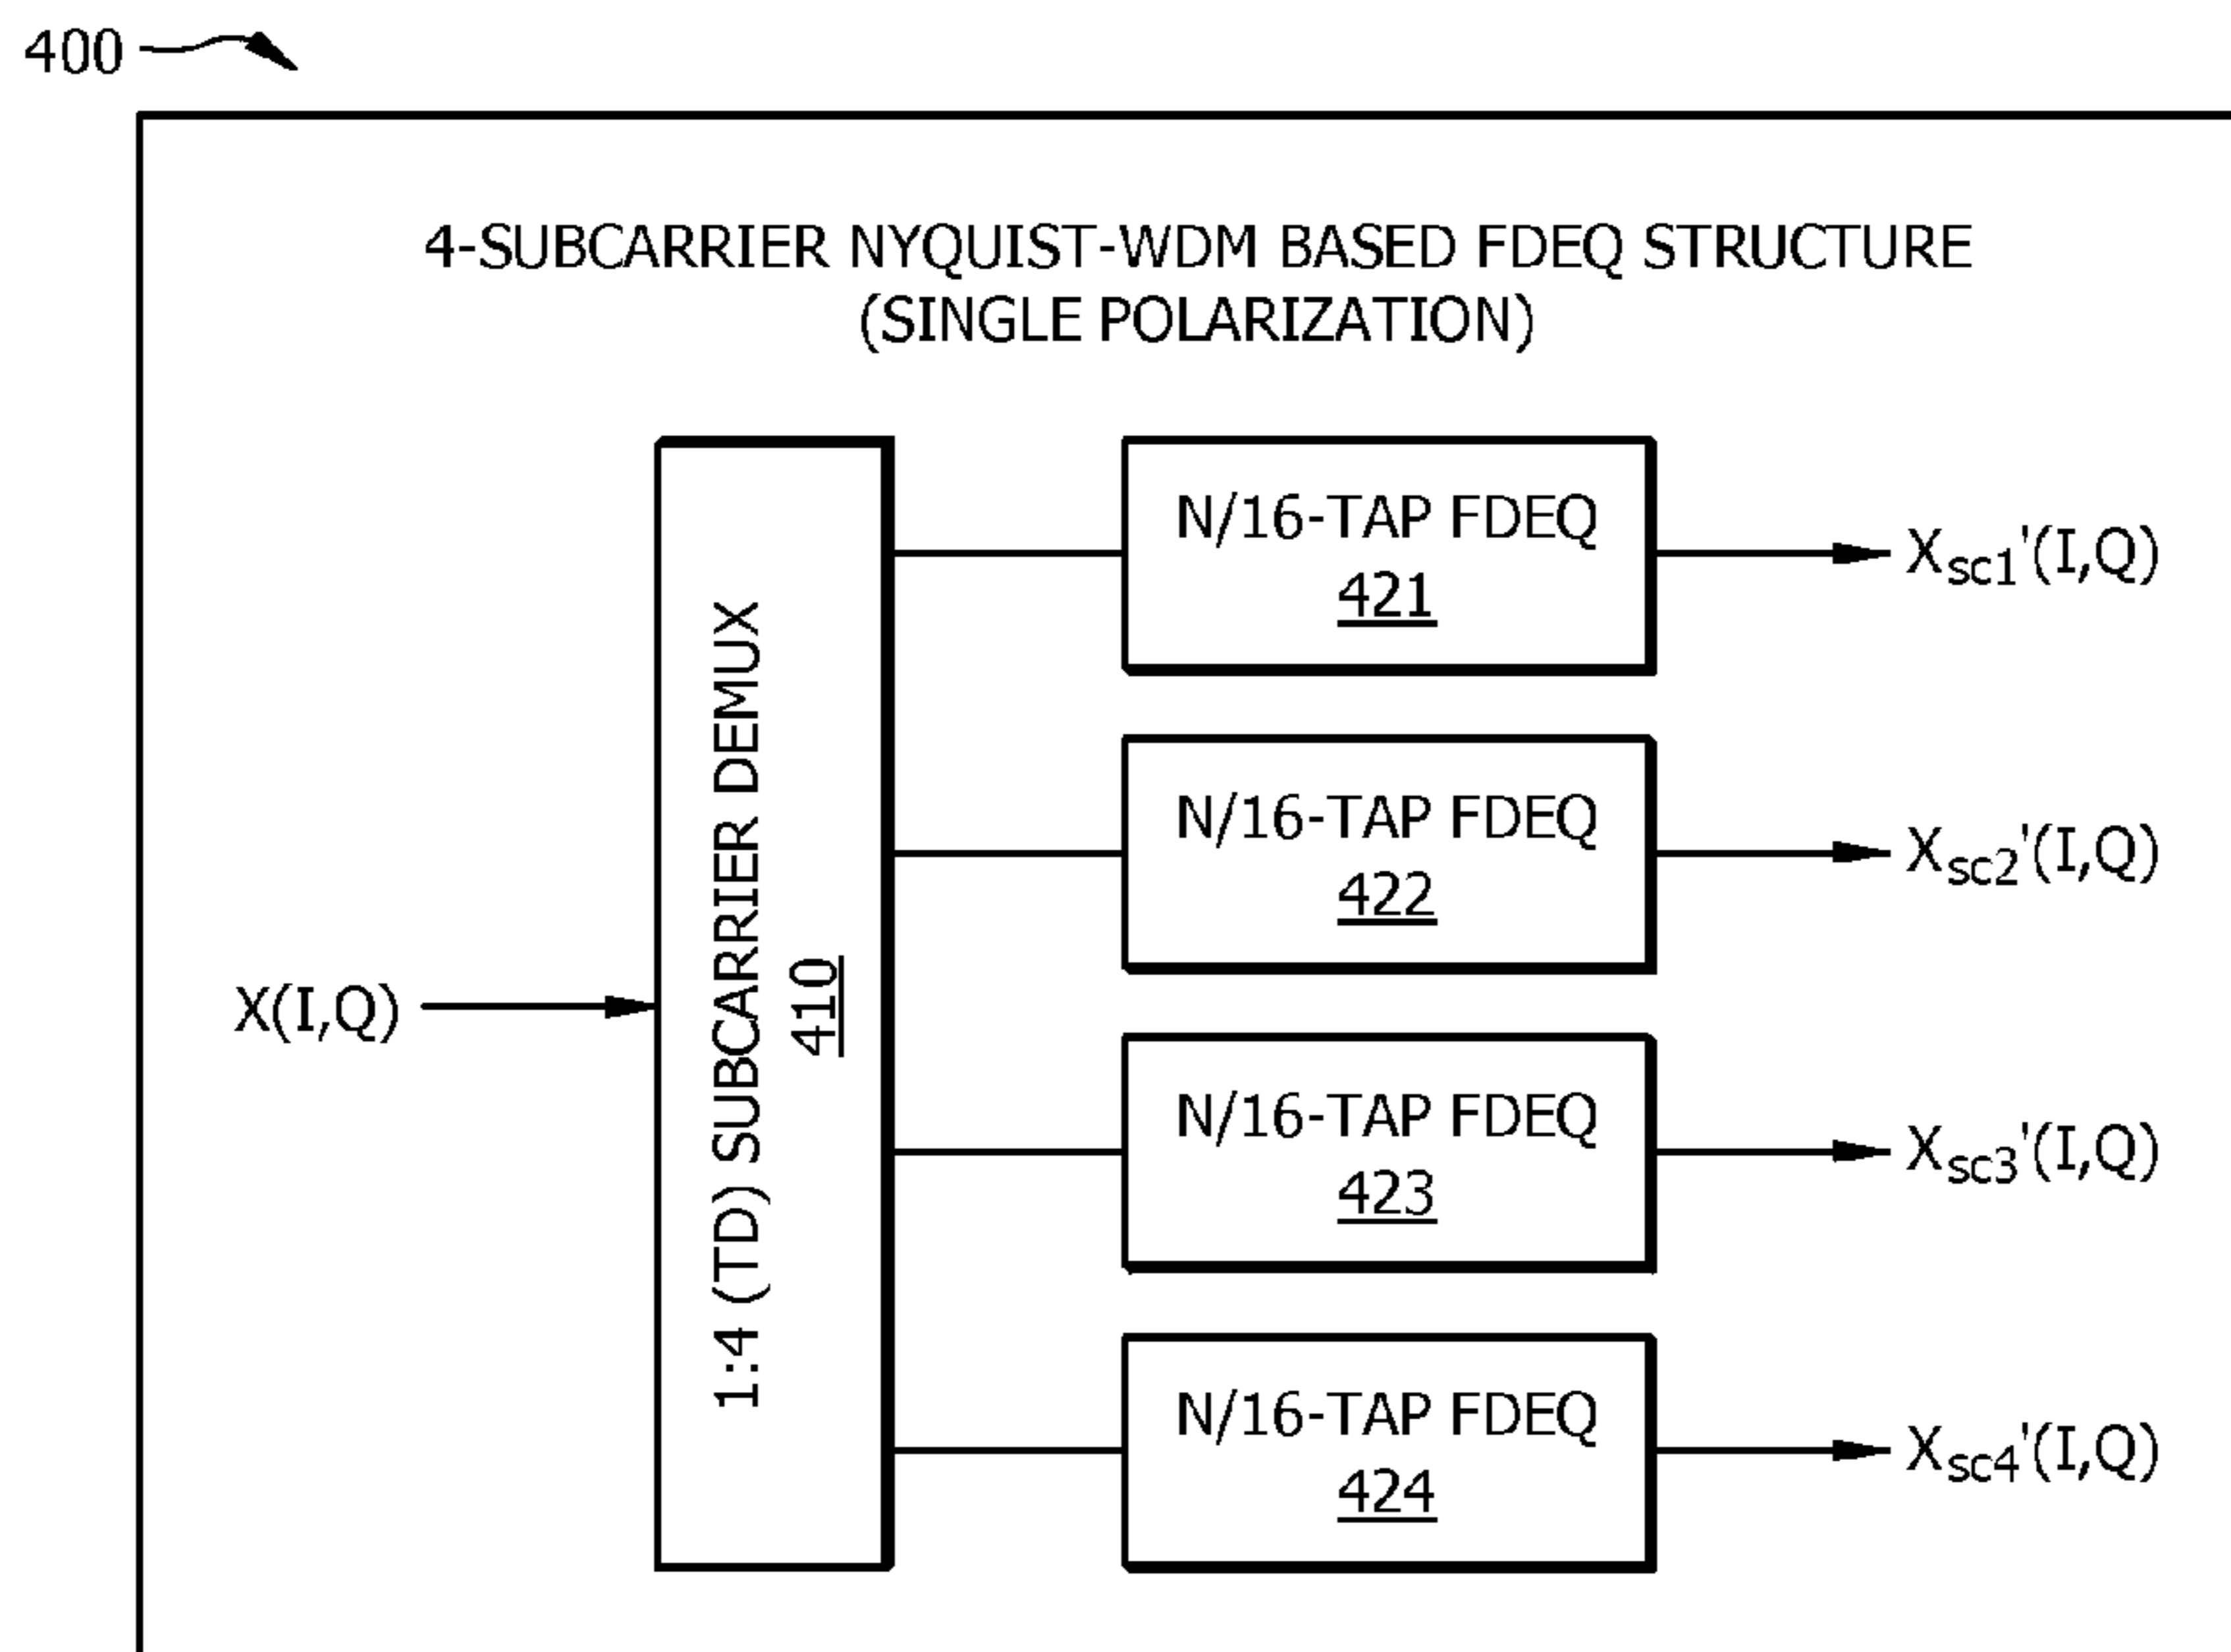 400
4-SUBCARRIER NYQUIST-WDM BASED FDEQ STRUCTURE
(SINGLE POLARIZATION)
X(I,Q)
1:4 (TD) SUBCARRIER DEMUX
410
N/16-TAP FDEQ
421
Xsc1'(I,Q)
N/16-TAP FDEQ
422
Xsc2'(I,Q)
N/16-TAP FDEQ
423
Xsc3'(I,Q)
N/16-TAP FDEQ
424
Xsc4'(I,Q)